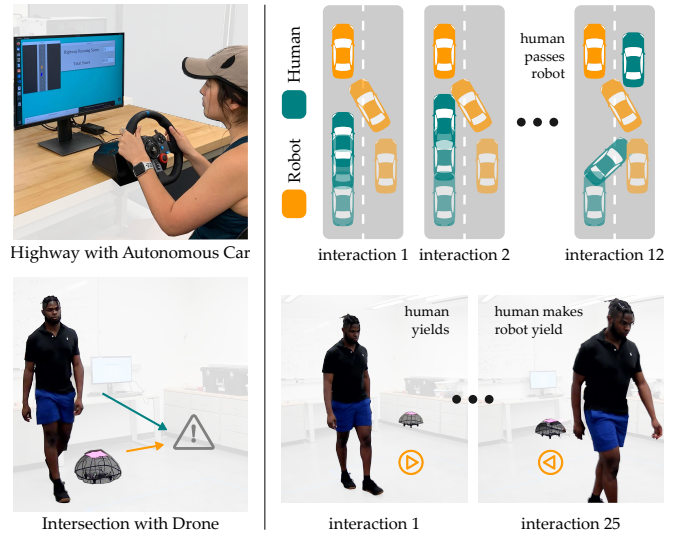 Highway with Autonomous Car
Human
Robot
human
passes
robot
interaction 1
interaction 2
interaction 12
Intersection with Drone
human
yields
human makes
robot yield
interaction 1
interaction 25